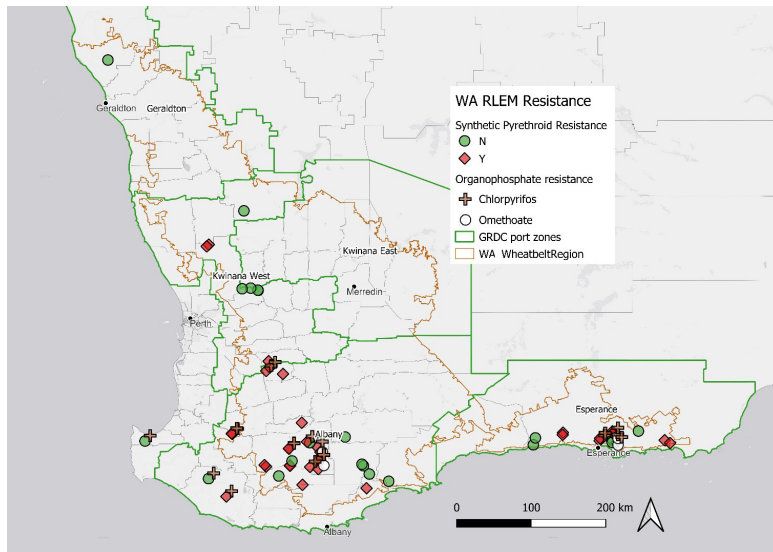 WA RLEM Resistance
Synthetic Pyrethroid Resistance
N
Y
Organophosphate resistance
Chlorpyrifos
Omethoate
GRDC port zones
WA WheatbeltRegion
Geraldton Geraldton
Kwinana East
Kwinana West
Merredin
Perth
Esperance
Albany
Esperance
Albany
0 100 200 km